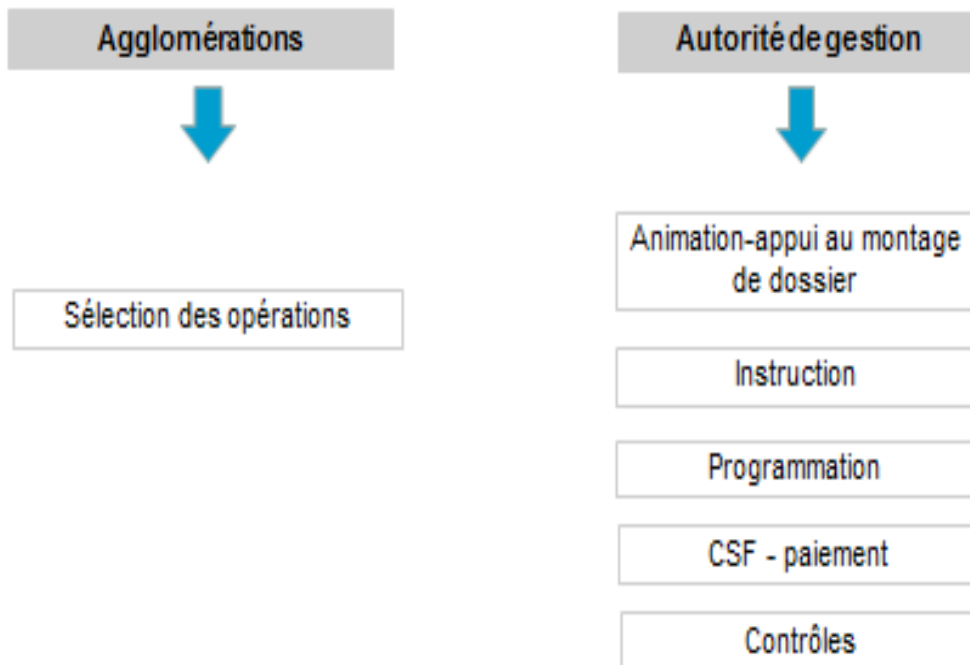 Agglomérations
Autorité de gestion
Sélection des opérations
Animation-appui au montage
de dossier
Instruction
Programmation
CSF - paiement
Contrôles